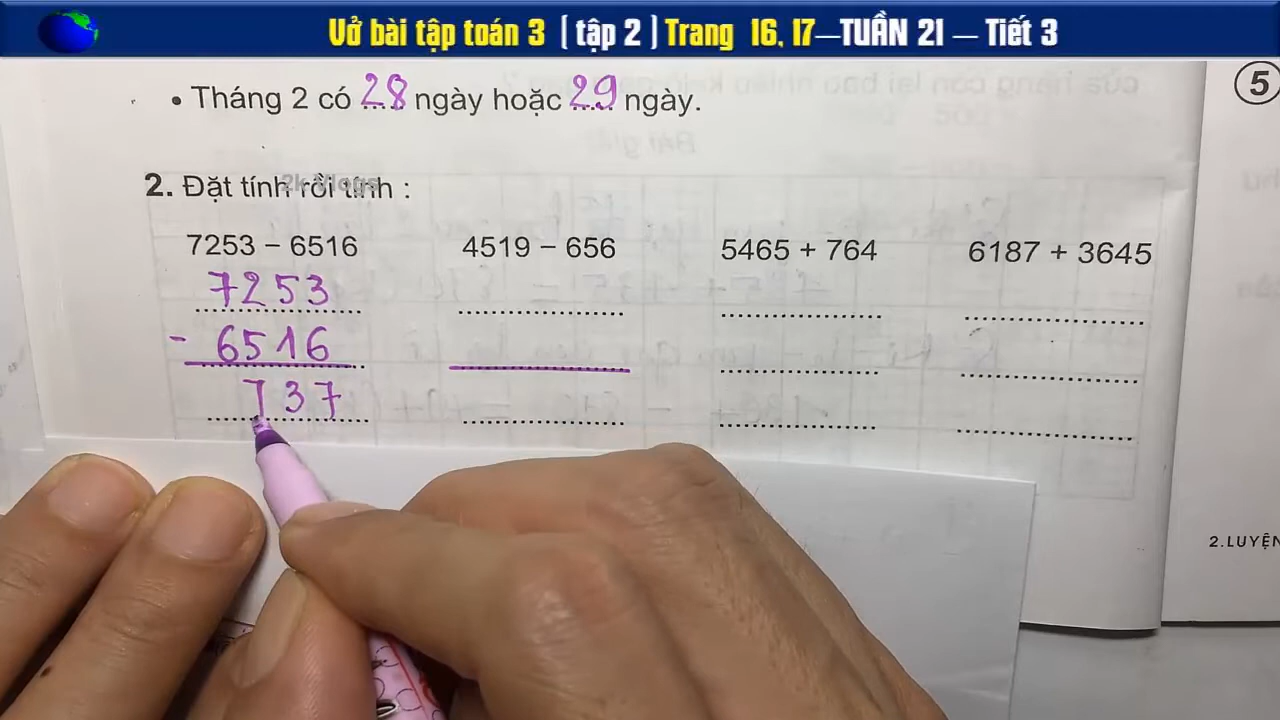 Vở bài tập toán 3 ( tập 2 ) Trang 16, 17–TUẦN 21 – Tiết 3
• Tháng 2 có 28 ngày hoặc 29 ngày.
5
2. Đặt tính rồi tính :
2k Vlogs
7253 − 6516 4519 − 656 5465 + 764 6187 + 3645
7253
- 6516
737
2.LUYỆN